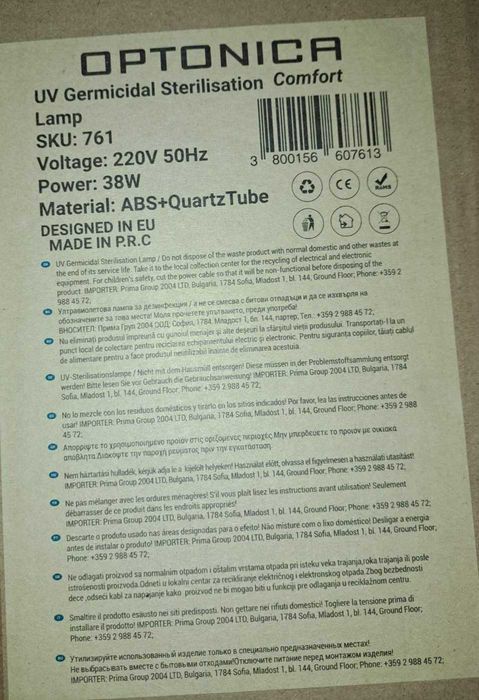 OPTONICA
UV Germicidal Sterilisation Comfort
Lamp
SKU: 761
Voltage: 220V 50Hz
Power: 38W
Material: ABS+QuartzTube
DESIGNED IN EU
MADE IN P.R.C
3 800156 607613
CE
RoHS
UV Germicidal Sterilisation Lamp / Do not dispose of the waste product with normal domestic and other wastes at
the end of its service life. Take it to the local collection center for the recycling of electrical and electronic
equipment. For children's safety, cut the power cable so that it will be non-functional before disposing of the
product. IMPORTER: Prima Group 2004 LTD, Bulgaria, 1784 Sofia, Mladost 1, bl. 144, Ground Floor; Phone: +359 2
988 45 72;
Ултравиолетова лампа за дезинфекция / а не се смесва с битови отпадъци и да се изхвърля на
обозначените за това места! Моля прочетете упътването, преди употреба!
ВНОСИТЕЛ: Прима Груп 2004 ООД; София, 1784, Младост 1, бл. 144, партер, Тел.: +359 2 988 45 72;
Nu eliminați produsul împreună cu gunoiul menajer și alte deșeuri la sfârșitul vieții produsului. Transportați-l la un
punct local de colectare pentru reciclarea echipamentului electric și electronic. Pentru siguranța copiilor, tăiați cablul
de alimentare pentru a face produsul neutilizabil înainte de eliminarea acestuia.
UV-Sterilisationslampe / Nicht mit dem Hausmüll entsorgen! Diese müssen in der Problemstoffsammlung entsorgt
werden! Bitte lesen Sie vor Gebrauch die Gebrauchsanweisung! IMPORTER: Prima Group 2004 LTD, Bulgaria, 1784
Sofia, Mladost 1, bl. 144, Ground Floor, Phone: +359 2 988 45 72;
No lo mezcle con los residuos domésticos y tirarlo en los sitios indicados! Por favor, lea las instrucciones antes de
usar! IMPORTER: Prima Group 2004 LTD, Bulgaria, 1784 Sofia, Mladost 1, bl. 144, Ground Floor; Phone: +359 2 988
45 72;
Απορρίψτε το χρησιμοποιημένο προϊόν στις οριζόμενες περιοχές Μην μπερδεύετε το προϊόν με οικιακα
απόβλητα Διακόψτε την παροχή ρευματος πριν την εγκατάσταση.
Nem háztartási hulladék, kérjük adja le a kijelölt helyeken! Használat előtt, olvassa el figyelmesen a használati utasítást!
IMPORTER: Prima Group 2004 LTD, Bulgaria, 1784 Sofia, Mladost 1, bl. 144, Ground Floor; Phone: +359 2 988 45 72;
Ne pas mélanger avec les ordures menagères! S'il vous plait lisez les instructions avant utilisation! Seulement
débarrasser de ce produit dans les endroits appropries!
IMPORTER: Prima Group 2004 LTD, Bulgaria, 1784 Sofia, Mladost 1, bl. 144, Ground Floor; Phone: +359 2 988 45 72;
Descarte o produto usado nas áreas designadas para o efeito! Não misture com o lixo doméstico! Desligar a energia
antes de instalar o produto! IMPORTER: Prima Group 2004 LTD, Bulgaria, 1784 Sofia, Mladost 1, bl. 144, Ground Floor;
Phone: +359 2 988 45 72;
Ne odlagati proizvod sa normalnim otpadom i ostalim vrstama otpada pri isteku veka trajanja,roka trajanja ili posle
istrošenosti proizvoda.Odneti u lokalni centar za recikliranje električnog i elektronskog otpada.Zbog bezbednosti
dece ,odseći kabl za napajanje kako proizvod ne bi mogao biti u funkciji pre odlaganja u reciklažnom centru.
Smaltire il prodotto esausto nei siti predisposti. Non gettare nei rifiuti domestici! Togliere la tensione prima di
installare il prodotto! IMPORTER: Prima Group 2004 LTD, Bulgaria, 1784 Sofia, Mladost 1, bl. 144, Ground Floor;
Phone: +359 2 988 45 72;
Утилизируйте использованный изделие только в специально предназначенных местах!
Не выбрасывать вместе с бытовыми отходами!Отключите питание перед монтажом изделия!
IMPORTER: Prima Group 2004 LTD, Bulgaria, 1784 Sofia, Mladost 1, bl. 144, Ground Floor; Phone: +359 2 988 45 72;